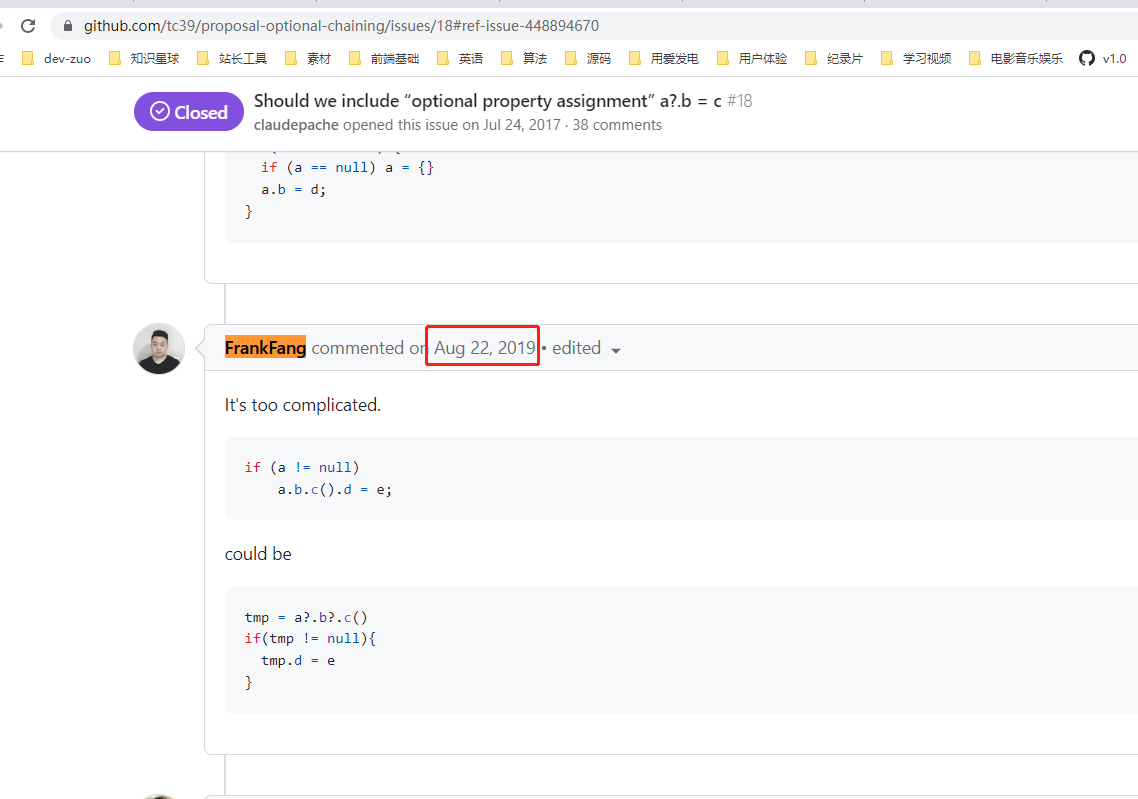 github.com/tc39/proposal-optional-chaining/issues/18#ref-issue-448894670
dev-zuo 知识星球 站长工具 素材 前端基础 英语 算法 源码 用爱发电 用户体验 纪录片 学习视频 电影音乐娱乐 v1.0
Closed
Should we include “optional property assignment” a?.b = c #18
claudepache opened this issue on Jul 24, 2017 · 38 comments
if (a == null) a = {}
a.b = d;
}
FrankFang commented on Aug 22, 2019 • edited
It's too complicated.
if (a != null)
a.b.c().d = e;
could be
tmp = a?.b?.c()
if(tmp != null){
tmp.d = e
}